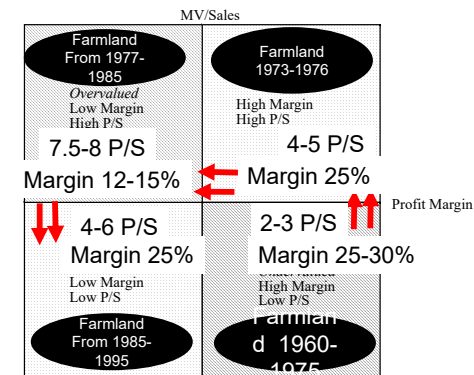 MV/Sales
Farmland
From 1977-
1985
Overvalued
Low Margin
High P/S
7.5-8 P/S
Margin 12-15%
Farmland
1973-1976
High Margin
High P/S
4-5 P/S
Margin 25%
Profit Margin
4-6 P/S
Margin 25%
Low Margin
Low P/S
Farmland
From 1985-
1995
2-3 P/S
Margin 25-30%
Undervalued
High Margin
Low P/S
Farmlan
d 1960-
1975